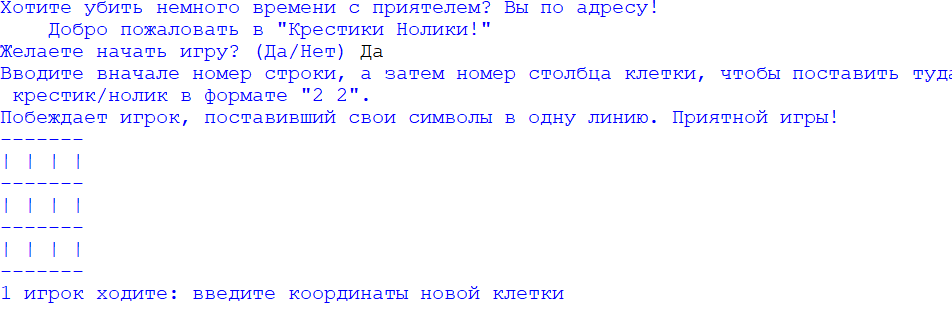 Хотите убить немного времени с приятелем? Вы по адресу!
Добро пожаловать в "Крестики Нолики!"
Желаете начать игру? (Да/Нет) Да
Вводите вначале номер строки, а затем номер столбца клетки, чтобы поставить туда
крестик/нолик в формате "2 2".
Побеждает игрок, поставивший свои символы в одну линию. Приятной игры!
-------
| | | |
-------
| | | |
-------
| | | |
-------
1 игрок ходите: введите координаты новой клетки